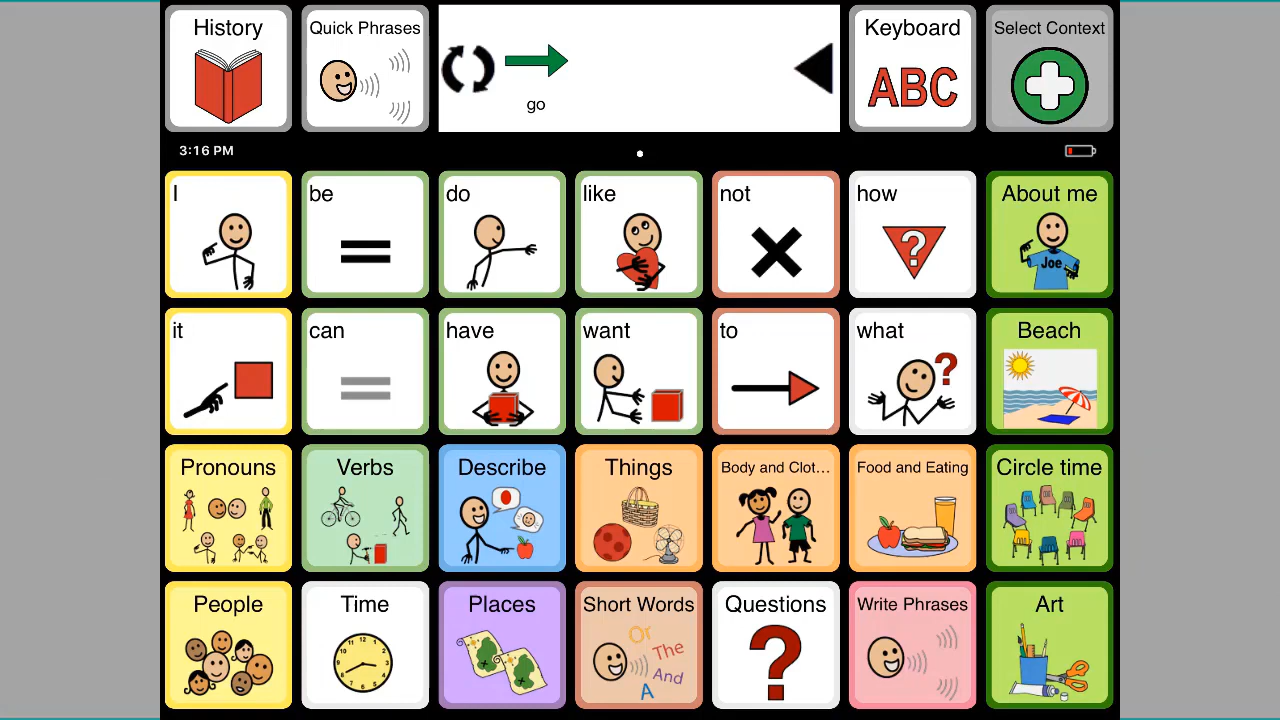 History
Quick Phrases
go
Keyboard
ABC
Select Context
3:16 PM
I
be
do
like
not
how
About me
Joe
it
can
have
want
to
what
Beach
Pronouns
Verbs
Describe
Things
Body and Clot...
Food and Eating
Circle time
People
Time
Places
Short Words
Or
The
And
A
Questions
Write Phrases
Art